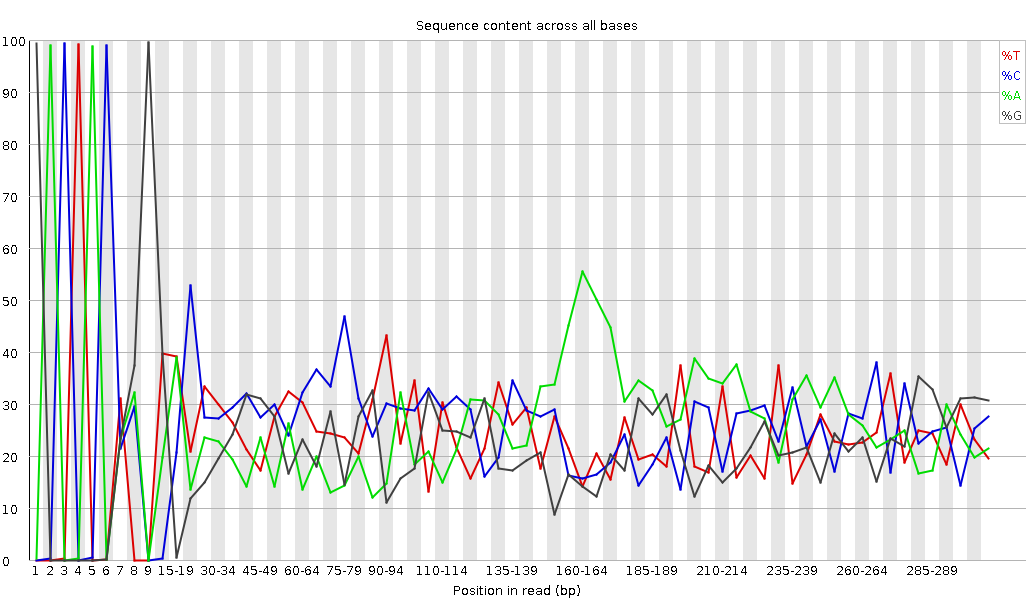 Sequence content across all bases
100
90
80
70
60
50
40
30
20
10
0
%T
%C
%A
%G
1 2 3 4 5 6 7 8 9 15-19 30-34 45-49 60-64 75-79 90-94 110-114 135-139 160-164 185-189 210-214 235-239 260-264 285-289
Position in read (bp)